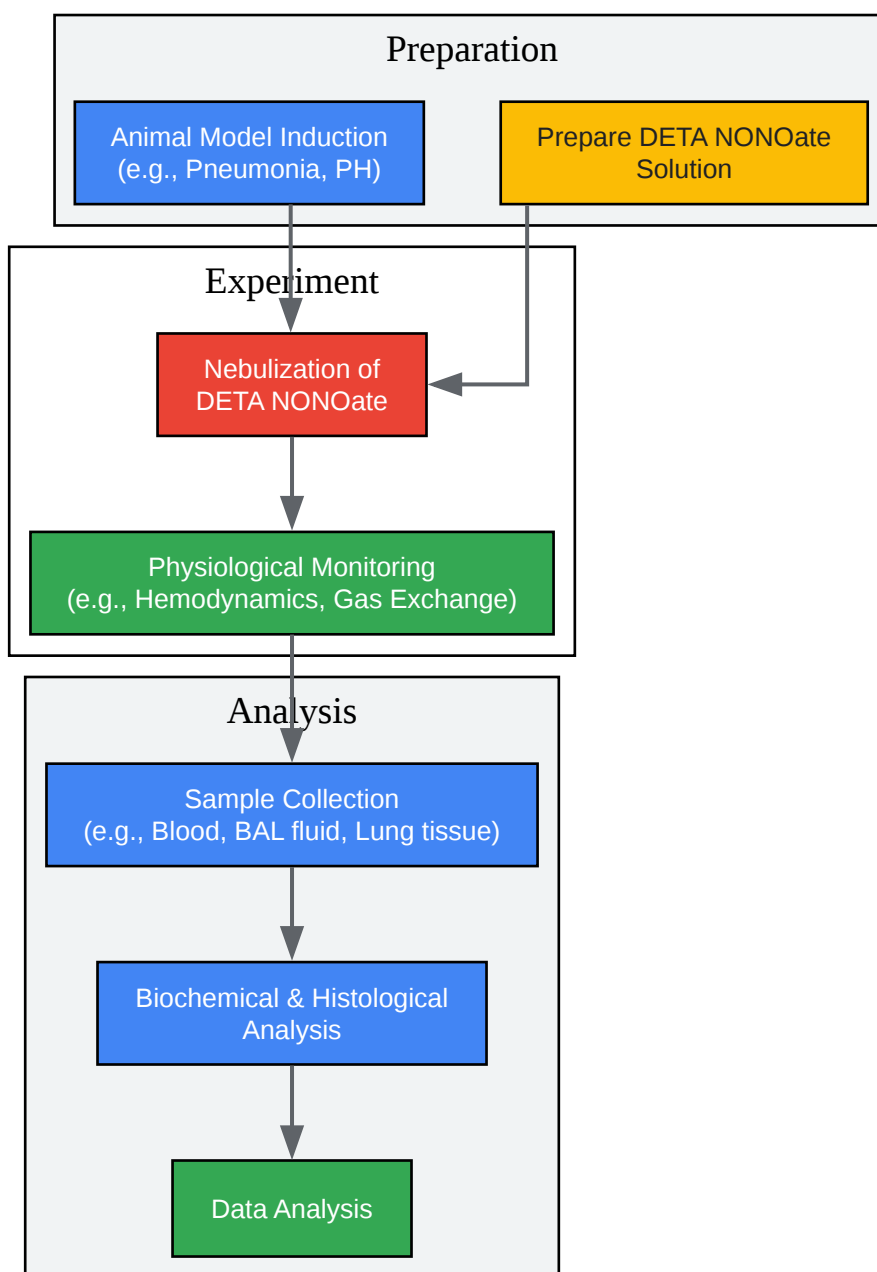 Preparation
Animal Model Induction
(e.g., Pneumonia, PH)
Prepare DETA NONOate
Solution
Experiment
Nebulization of
DETA NONOate
Physiological Monitoring
(e.g., Hemodynamics, Gas Exchange)
Analysis
Sample Collection
(e.g., Blood, BAL fluid, Lung tissue)
Biochemical & Histological
Analysis
Data Analysis